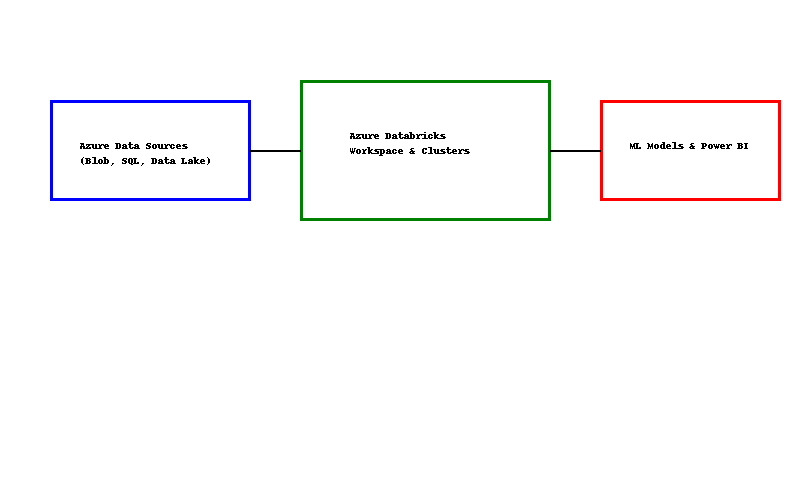 Azure Data Sources
(Blob, SQL, Data Lake)
Azure Databricks
Workspace & Clusters
ML Models & Power BI